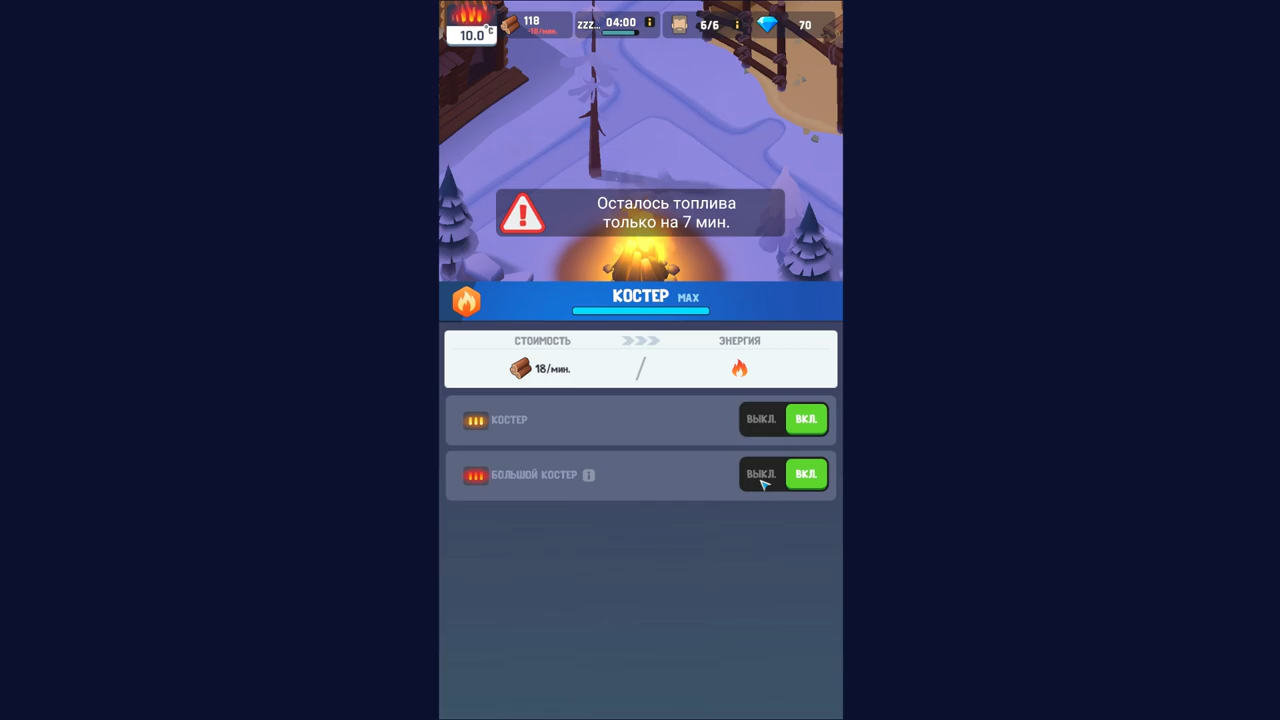 118
-18/мин.
ZZZ...
04:00
6/6
70
10.0°C
Осталось топлива
только на 7 мин.
КОСТЕР MAX
СТОИМОСТЬ
ЭНЕРГИЯ
18/мин.
/
КОСТЕР
ВЫКЛ.
ВКЛ.
БОЛЬШОЙ КОСТЕР
ВЫКЛ.
ВКЛ.